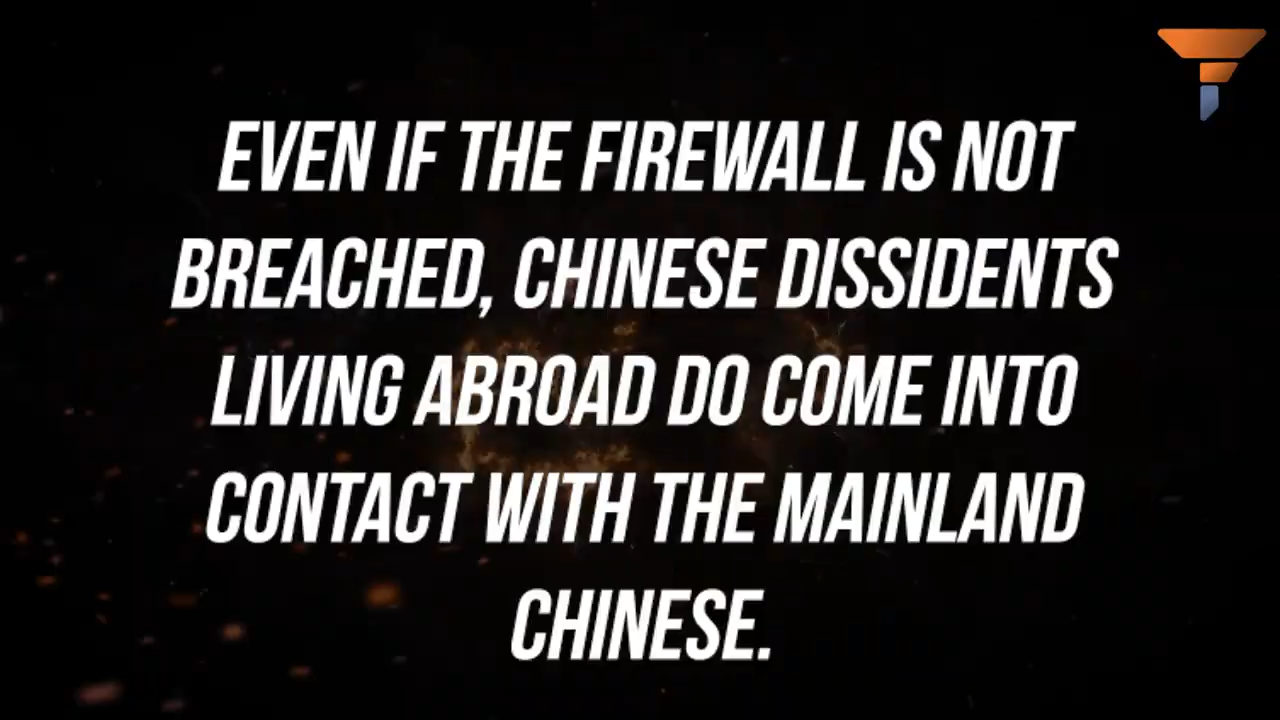 EVEN IF THE FIREWALL IS NOT
BREACHED, CHINESE DISSIDENTS
LIVING ABROAD DO COME INTO
CONTACT WITH THE MAINLAND
CHINESE.